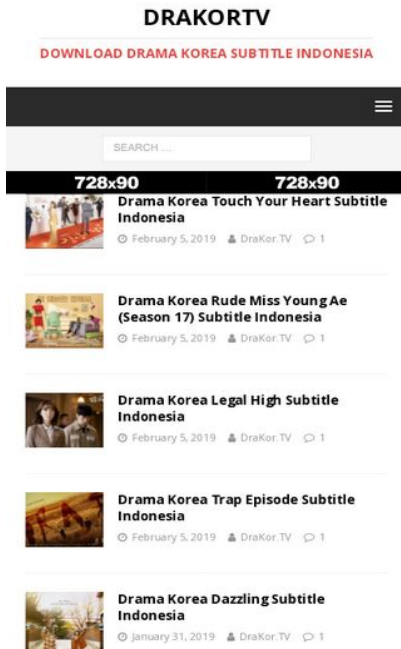 DRAKORTV
DOWNLOAD DRAMA KOREA SUBTITLE INDONESIA
SEARCH ...
728x90 728x90
Drama Korea Touch Your Heart Subtitle
Indonesia
February 5, 2019 DraKor.TV 1
Drama Korea Rude Miss Young Ae
(Season 17) Subtitle Indonesia
February 5, 2019 DraKor.TV 1
Drama Korea Legal High Subtitle
Indonesia
February 5, 2019 DraKor.TV 1
Drama Korea Trap Episode Subtitle
Indonesia
February 5, 2019 DraKor.TV 1
Drama Korea Dazzling Subtitle
Indonesia
January 31, 2019 DraKor.TV 1